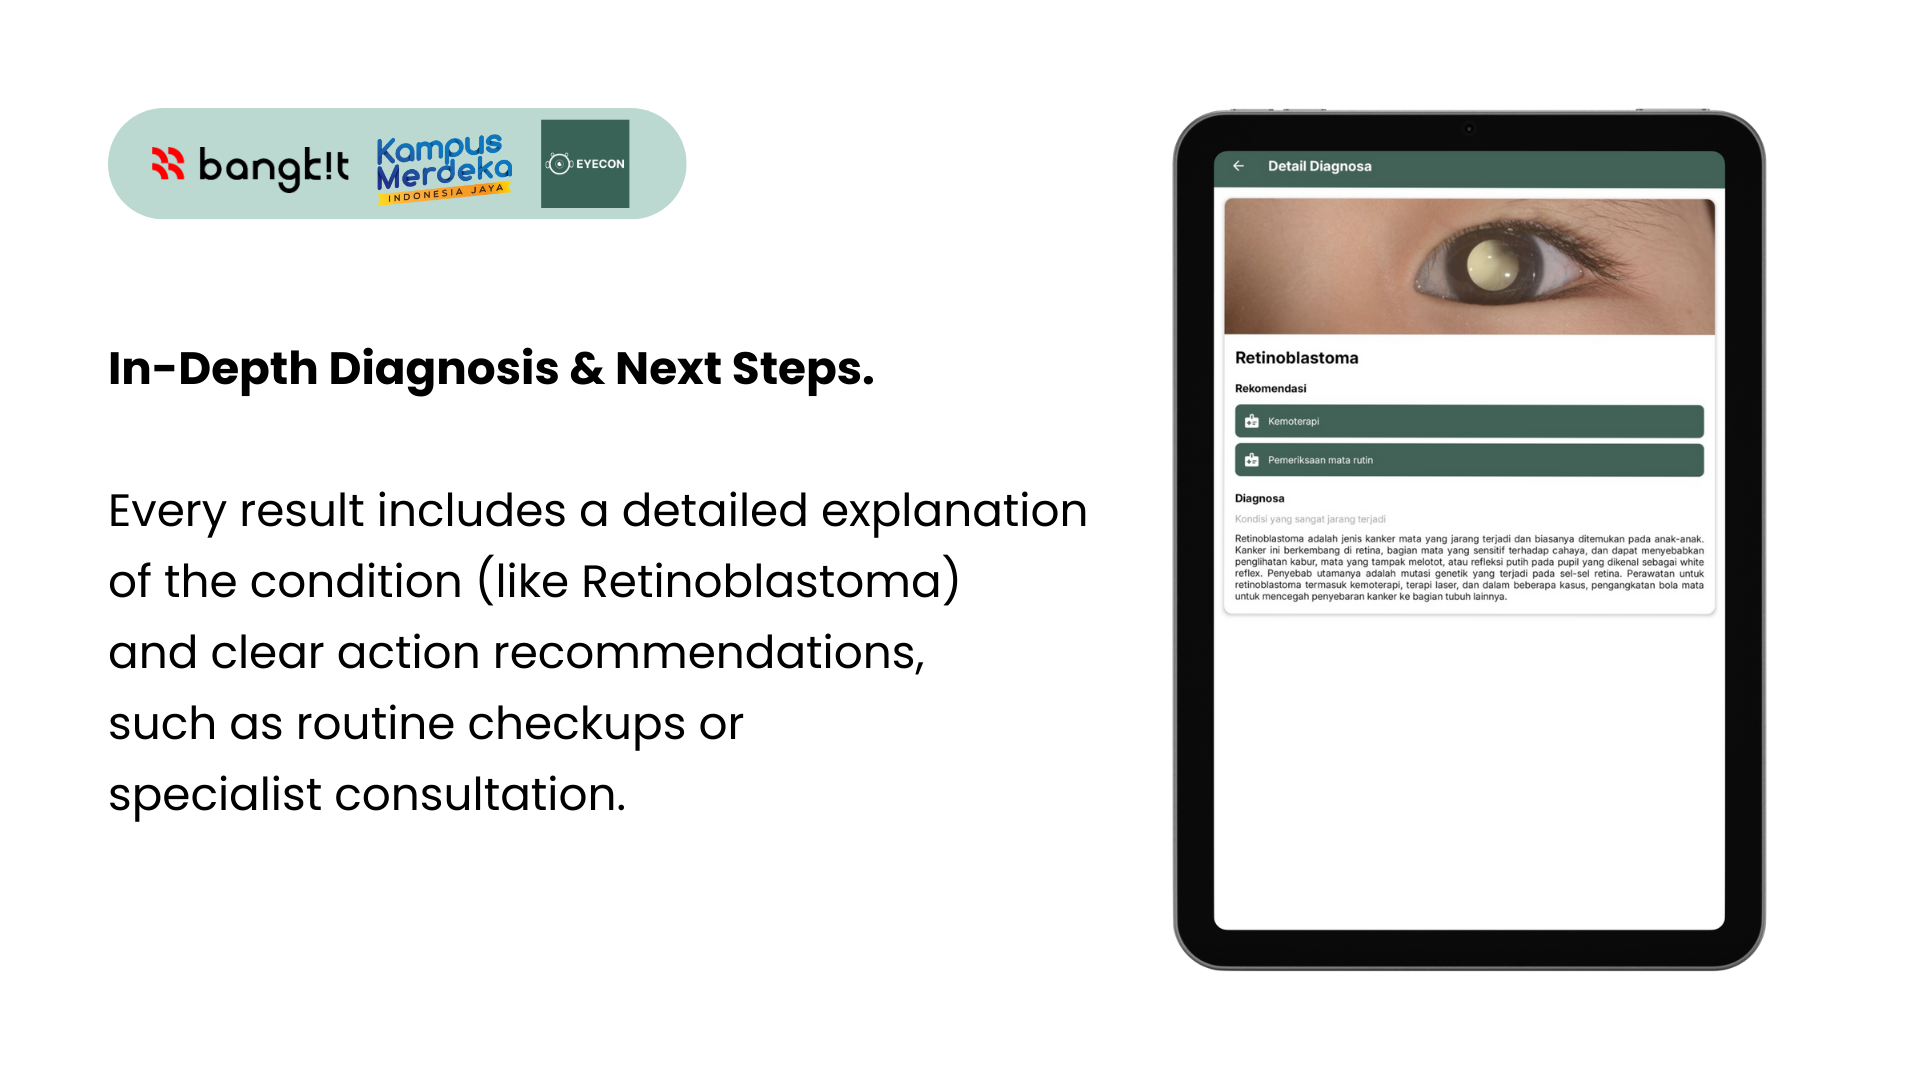 bangk!t
Kampus
Merdeka
INDONESIA JAYA
EYECON
In-Depth Diagnosis & Next Steps.
Every result includes a detailed explanation
of the condition (like Retinoblastoma)
and clear action recommendations,
such as routine checkups or
specialist consultation.
Detail Diagnosa
Retinoblastoma
Rekomendasi
Kemoterapi
Pemeriksaan mata rutin
Diagnosa
Kondisi yang sangat jarang terjadi
Retinoblastoma adalah jenis kanker mata yang jarang terjadi dan biasanya ditemukan pada anak-anak.
Kanker ini berkembang di retina, bagian mata yang sensitif terhadap cahaya, dan dapat menyebabkan
penglihatan kabur, mata yang tampak melotot, atau refleksi putih pada pupil yang dikenal sebagai white
reflex. Penyebab utamanya adalah mutasi genetik yang terjadi pada sel-sel retina. Perawatan untuk
retinoblastoma termasuk kemoterapi, terapi laser, dan dalam beberapa kasus, pengangkatan bola mata
untuk mencegah penyebaran kanker ke bagian tubuh lainnya.